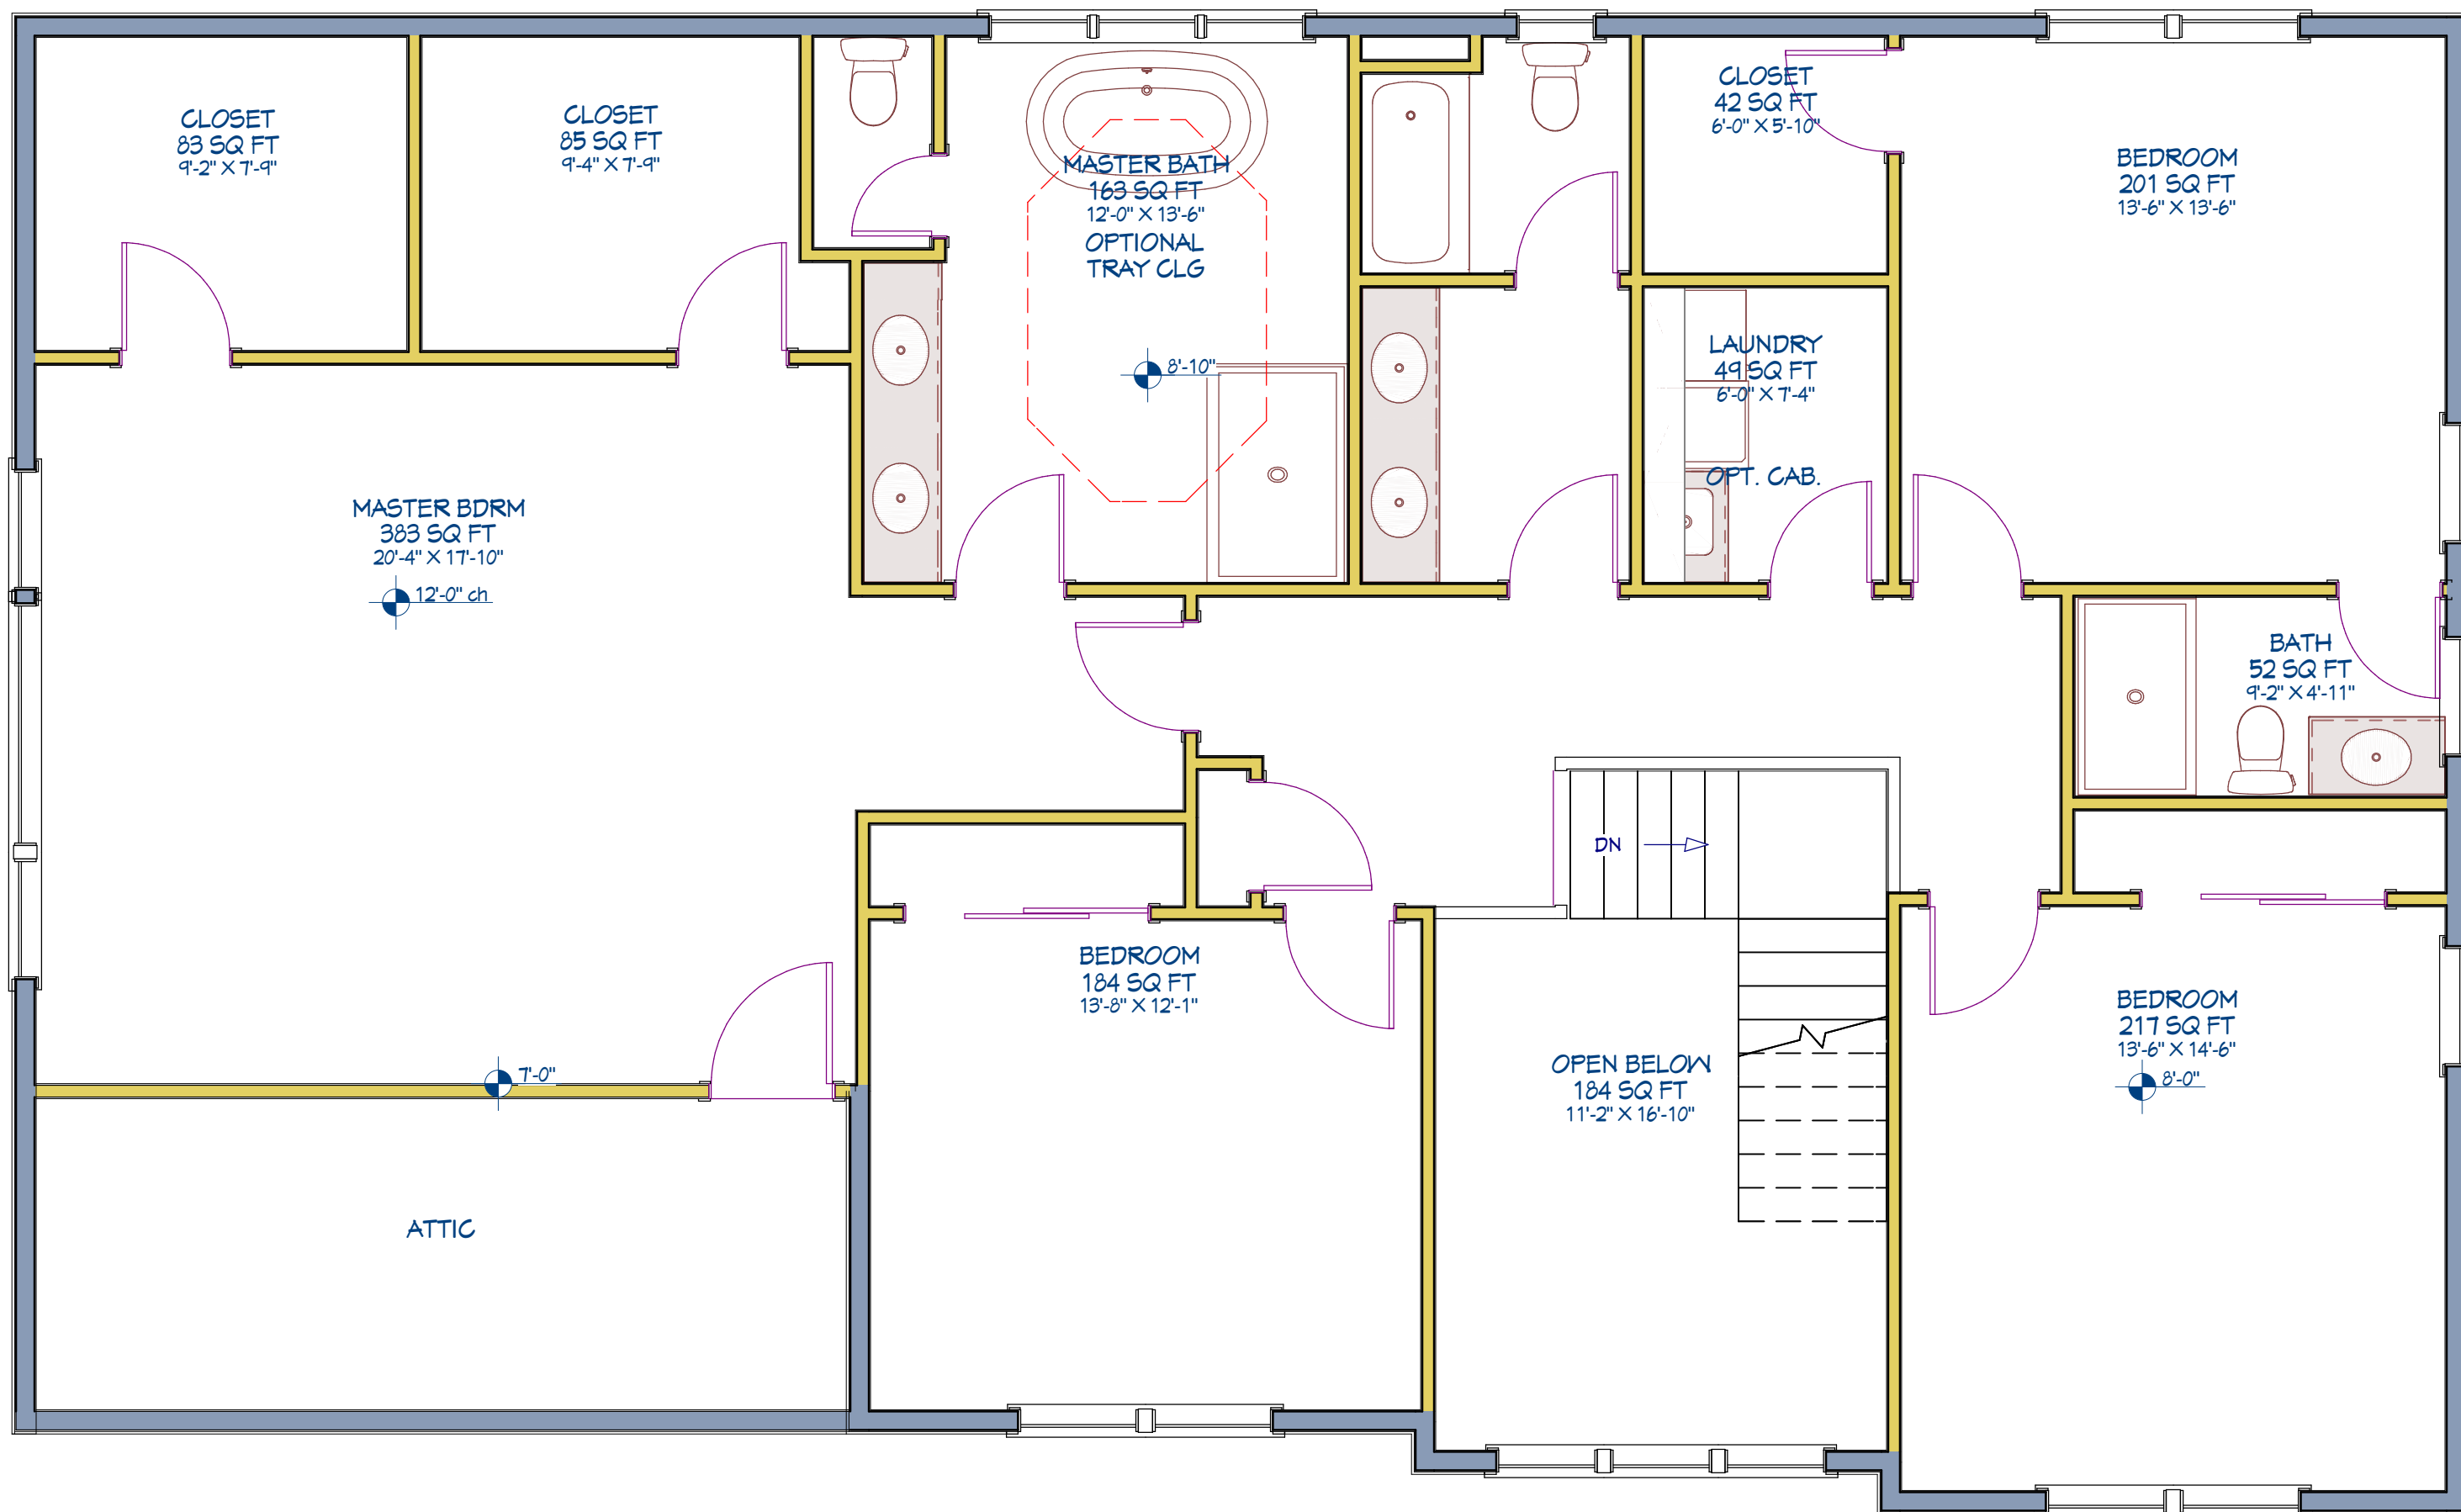 CLOSET
83 SQ FT
9'-2" X 7'-9"
CLOSET
85 SQ FT
9'-4" X 7'-9"
MASTER BATH
163 SQ FT
12'-0" X 13'-6"
OPTIONAL
TRAY CLG
8'-10"
CLOSET
42 SQ FT
6'-0" X 5'-10"
BEDROOM
201 SQ FT
13'-6" X 13'-6"
LAUNDRY
49 SQ FT
6'-0" X 7'-4"
OPT. CAB.
MASTER BDRM
383 SQ FT
20'-4" X 17'-10"
12'-0" ch
BATH
52 SQ FT
9'-2" X 4'-11"
DN
BEDROOM
184 SQ FT
13'-8" X 12'-1"
OPEN BELOW
184 SQ FT
11'-2" X 16'-10"
BEDROOM
217 SQ FT
13'-6" X 14'-6"
8'-0"
7'-0"
ATTIC